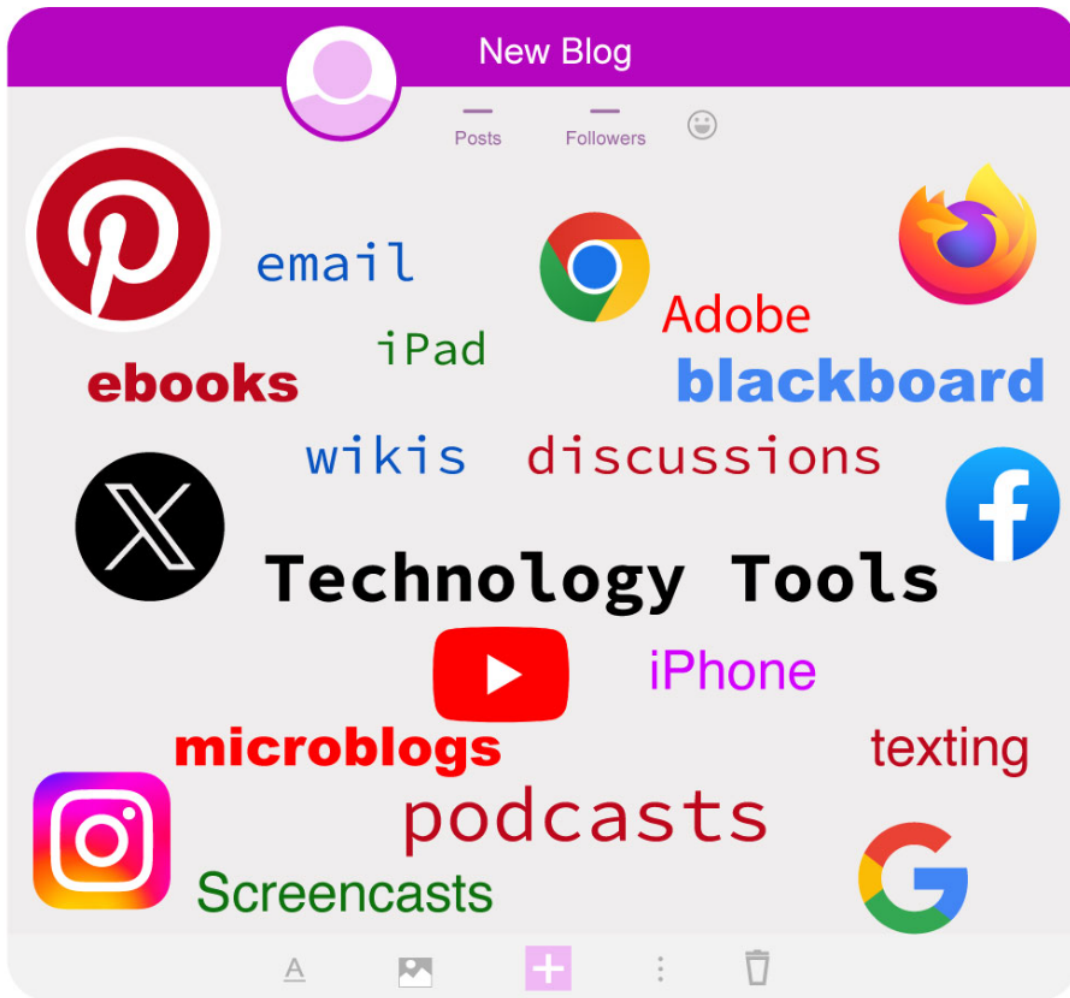 New Blog
Posts
Followers
email
Adobe
iPad
ebooks
blackboard
wikis
discussions
Technology Tools
iPhone
microblogs
texting
podcasts
Screencasts
A